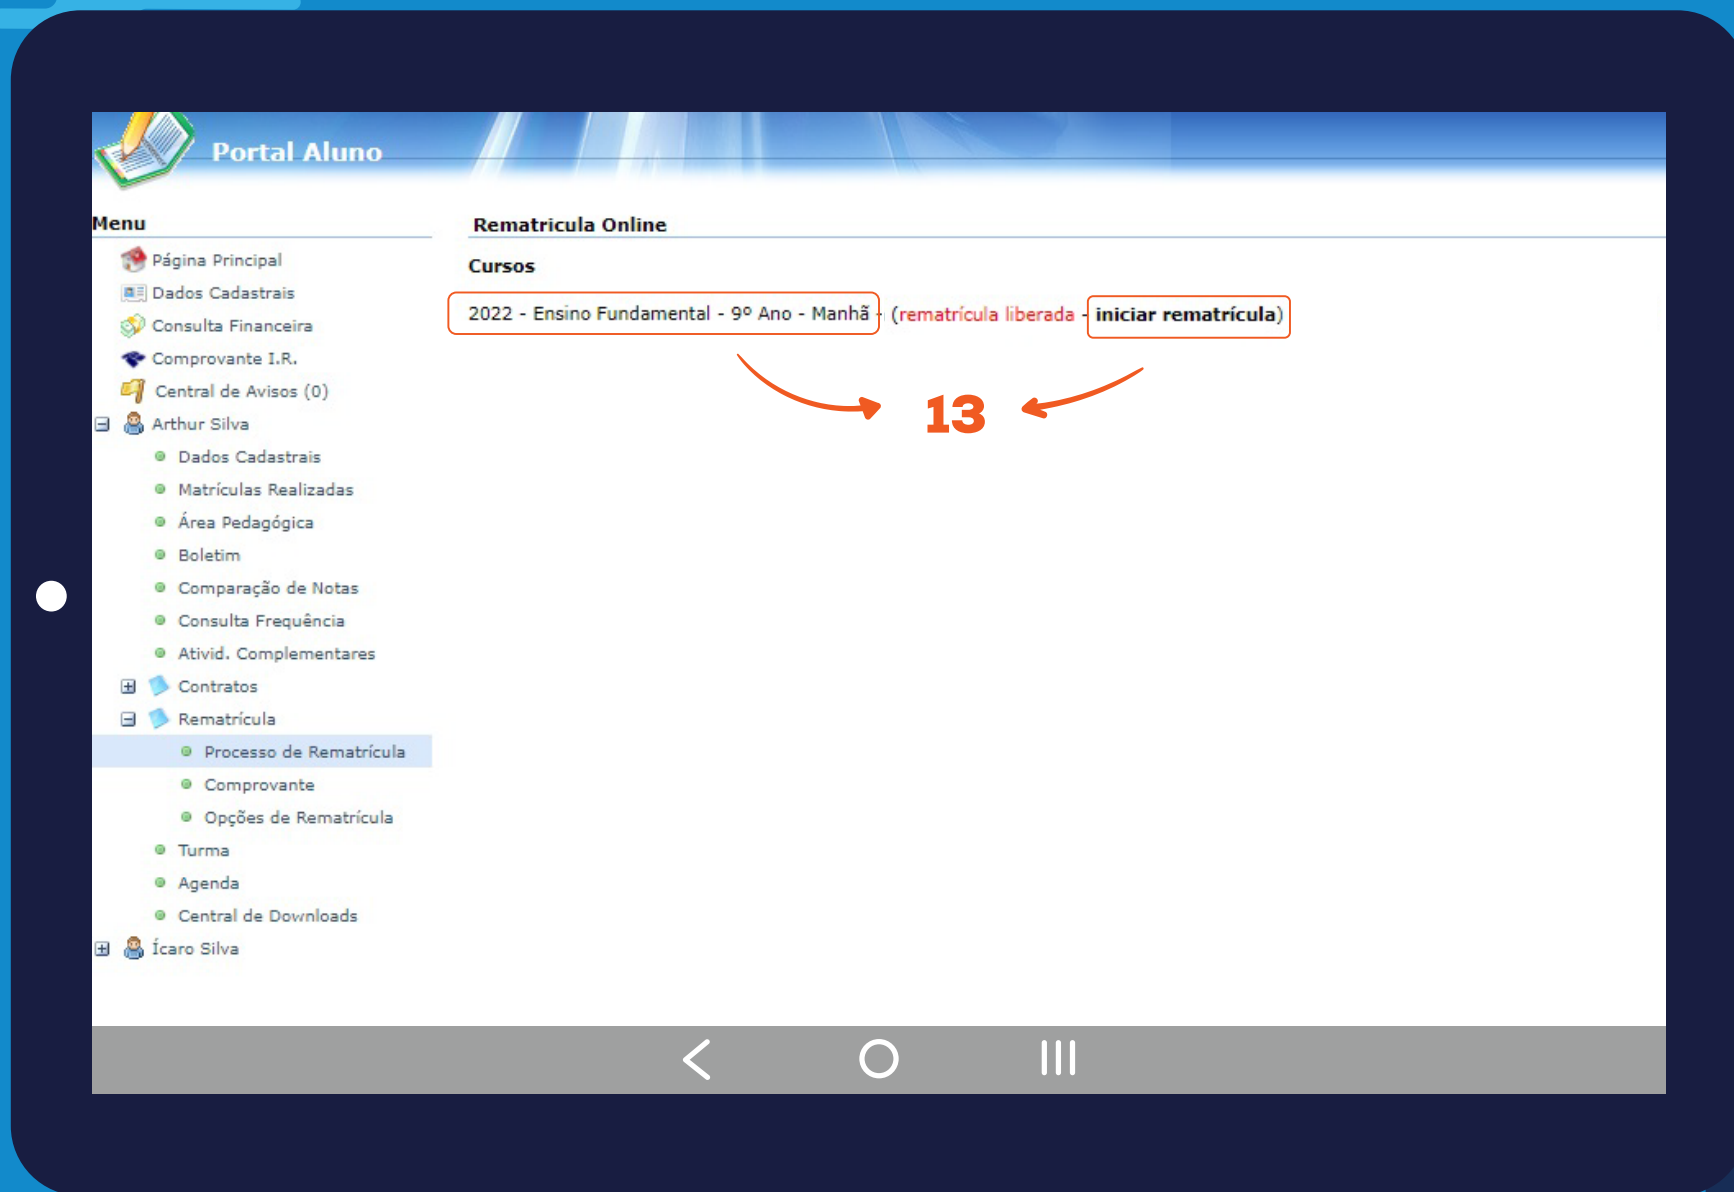 Portal Aluno
Menu
Página Principal
Dados Cadastrais
Consulta Financeira
Comprovante I.R.
Central de Avisos (0)
Arthur Silva
Dados Cadastrais
Matrículas Realizadas
Área Pedagógica
Boletim
Comparação de Notas
Consulta Frequência
Ativid. Complementares
Contratos
Rematrícula
Processo de Rematrícula
Comprovante
Opções de Rematrícula
Turma
Agenda
Central de Downloads
Ícaro Silva
Rematricula Online
Cursos
2022 - Ensino Fundamental - 9º Ano - Manhã - (rematrícula liberada - iniciar rematrícula)
13